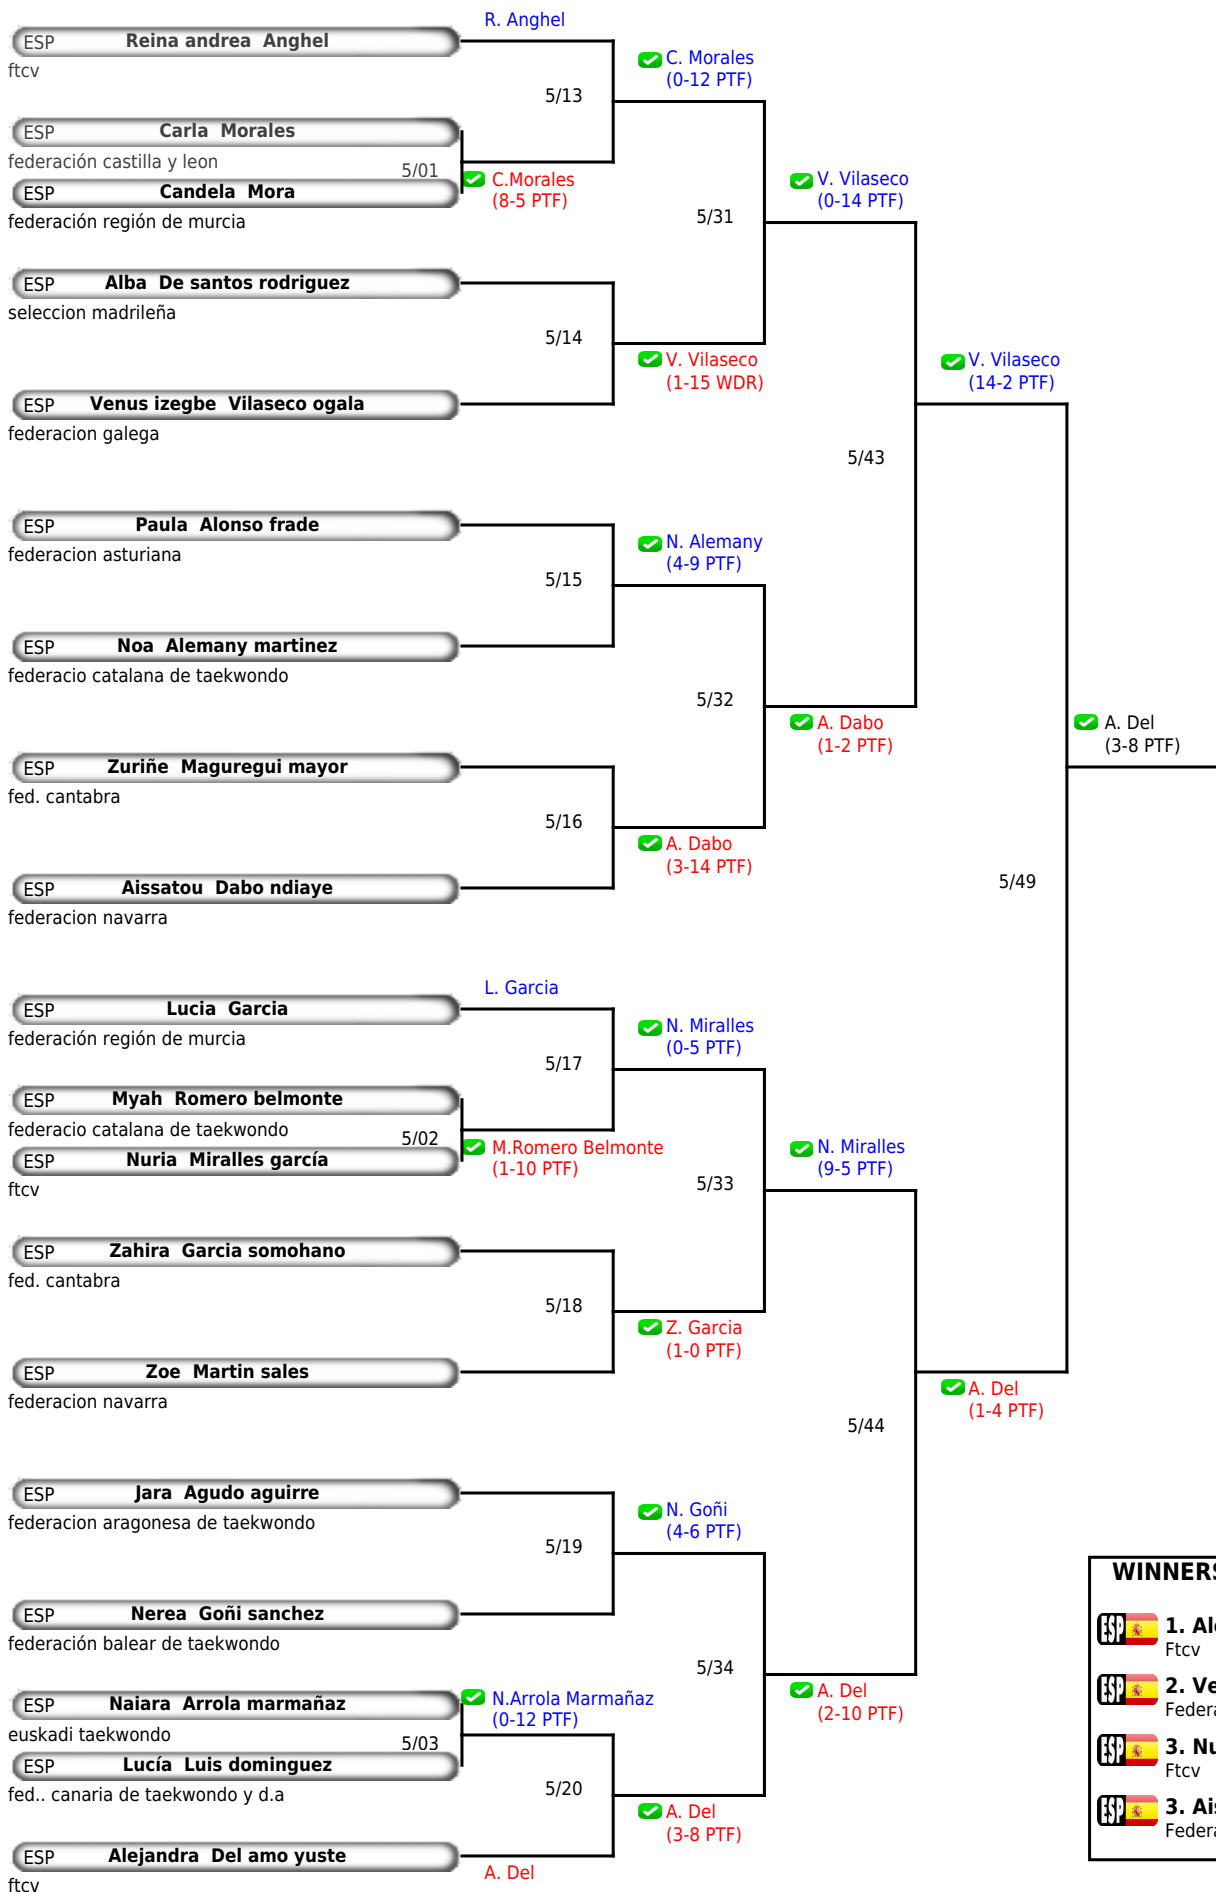 R. Anghel
ESP Reina andrea Anghel
ftcv
C. Morales
(0-12 PTF)
5/13
ESP Carla Morales
federación castilla y leon
5/01
C.Morales
(8-5 PTF)
ESP Candela Mora
federación región de murcia
V. Vilaseco
(0-14 PTF)
5/31
ESP Alba De santos rodriguez
seleccion madrileña
5/14
V. Vilaseco
(1-15 WDR)
V. Vilaseco
(14-2 PTF)
ESP Venus izegbe Vilaseco ogala
federacion galega
5/43
ESP Paula Alonso frade
federacion asturiana
N. Alemany
(4-9 PTF)
5/15
ESP Noa Alemany martinez
federacio catalana de taekwondo
5/32
A. Dabo
(1-2 PTF)
A. Del
(3-8 PTF)
ESP Zuriñe Maguregui mayor
fed. cantabra
5/16
A. Dabo
(3-14 PTF)
ESP Aissatou Dabo ndiaye
federacion navarra
5/49
L. Garcia
ESP Lucia Garcia
federación región de murcia
N. Miralles
(0-5 PTF)
5/17
ESP Myah Romero belmonte
federacio catalana de taekwondo
5/02
M.Romero Belmonte
(1-10 PTF)
ESP Nuria Miralles garcía
ftcv
N. Miralles
(9-5 PTF)
5/33
ESP Zahira Garcia somohano
fed. cantabra
5/18
Z. Garcia
(1-0 PTF)
ESP Zoe Martin sales
federacion navarra
A. Del
(1-4 PTF)
5/44
ESP Jara Agudo aguirre
federacion aragonesa de taekwondo
N. Goñi
(4-6 PTF)
5/19
ESP Nerea Goñi sanchez
federación balear de taekwondo
5/34
A. Del
(2-10 PTF)
ESP Naiara Arrola marmañaz
euskadi taekwondo
N.Arrola Marmañaz
(0-12 PTF)
5/03
ESP Lucía Luis dominguez
fed.. canaria de taekwondo y d.a
5/20
A. Del
(3-8 PTF)
ESP Alejandra Del amo yuste
ftcv
A. Del
WINNERS
ESP 1. Ale
Ftcv
ESP 2. Ve
Federa
ESP 3. Nu
Ftcv
ESP 3. Ais
Federa